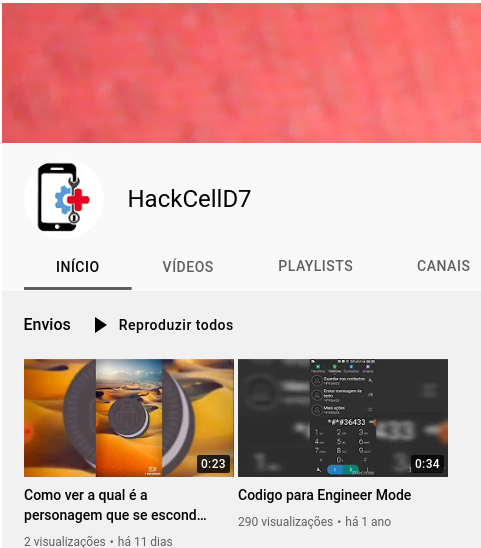 HackCellD7
INÍCIO
VÍDEOS
PLAYLISTS
CANAIS
Envios
Reproduzir todos
0:23
*#*#36433
0:34
Como ver a qual é a
personagem que se escond...
2 visualizações • há 11 dias
Codigo para Engineer Mode
290 visualizações • há 1 ano